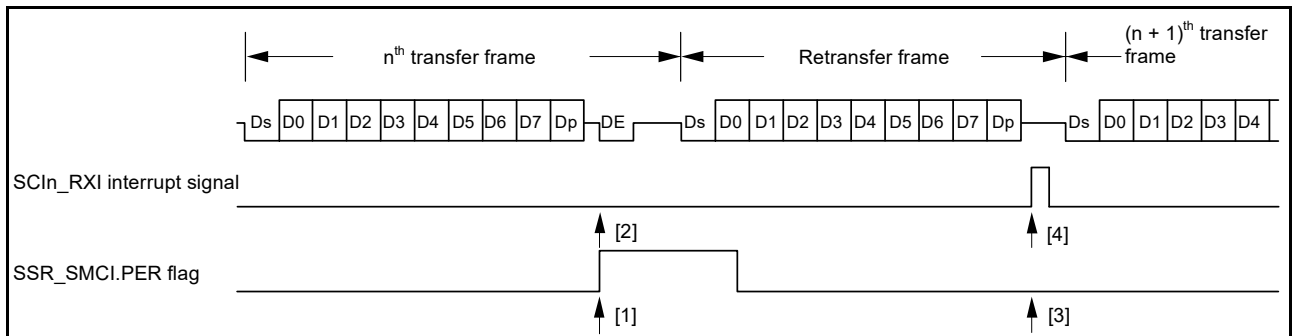 nth transfer frame
Retransfer frame
(n + 1)th transfer
frame
Ds D0 D1 D2 D3 D4 D5 D6 D7 Dp DE Ds D0 D1 D2 D3 D4 D5 D6 D7 Dp Ds D0 D1 D2 D3 D4
SCIn_RXI interrupt signal
[2] [4]
SSR_SMCI.PER flag
[1] [3]